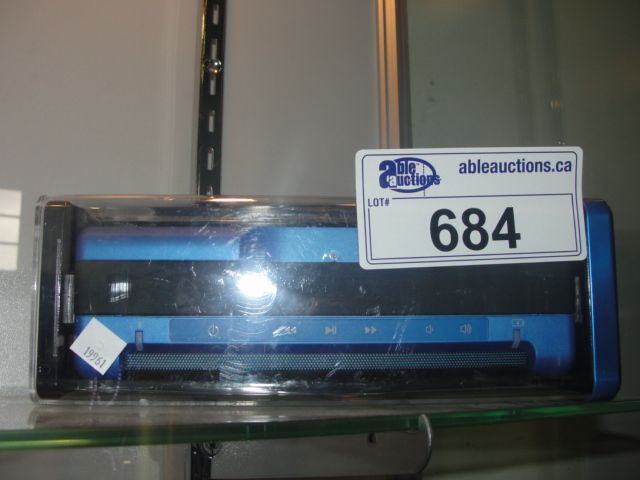 able
auctions
ableauctions.ca
LOT#
684
19961